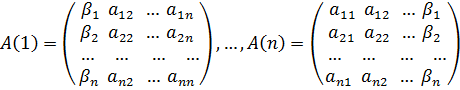 A(1) = ( β₁ a₁₂ … a₁ₙ
β₂ a₂₂ … a₂ₙ
… … … …
βₙ aₙ₂ … aₙₙ ) , … , A(n) = ( a₁₁ a₁₂ … β₁
a₂₁ a₂₂ … β₂
… … … …
aₙ₁ aₙ₂ … βₙ )